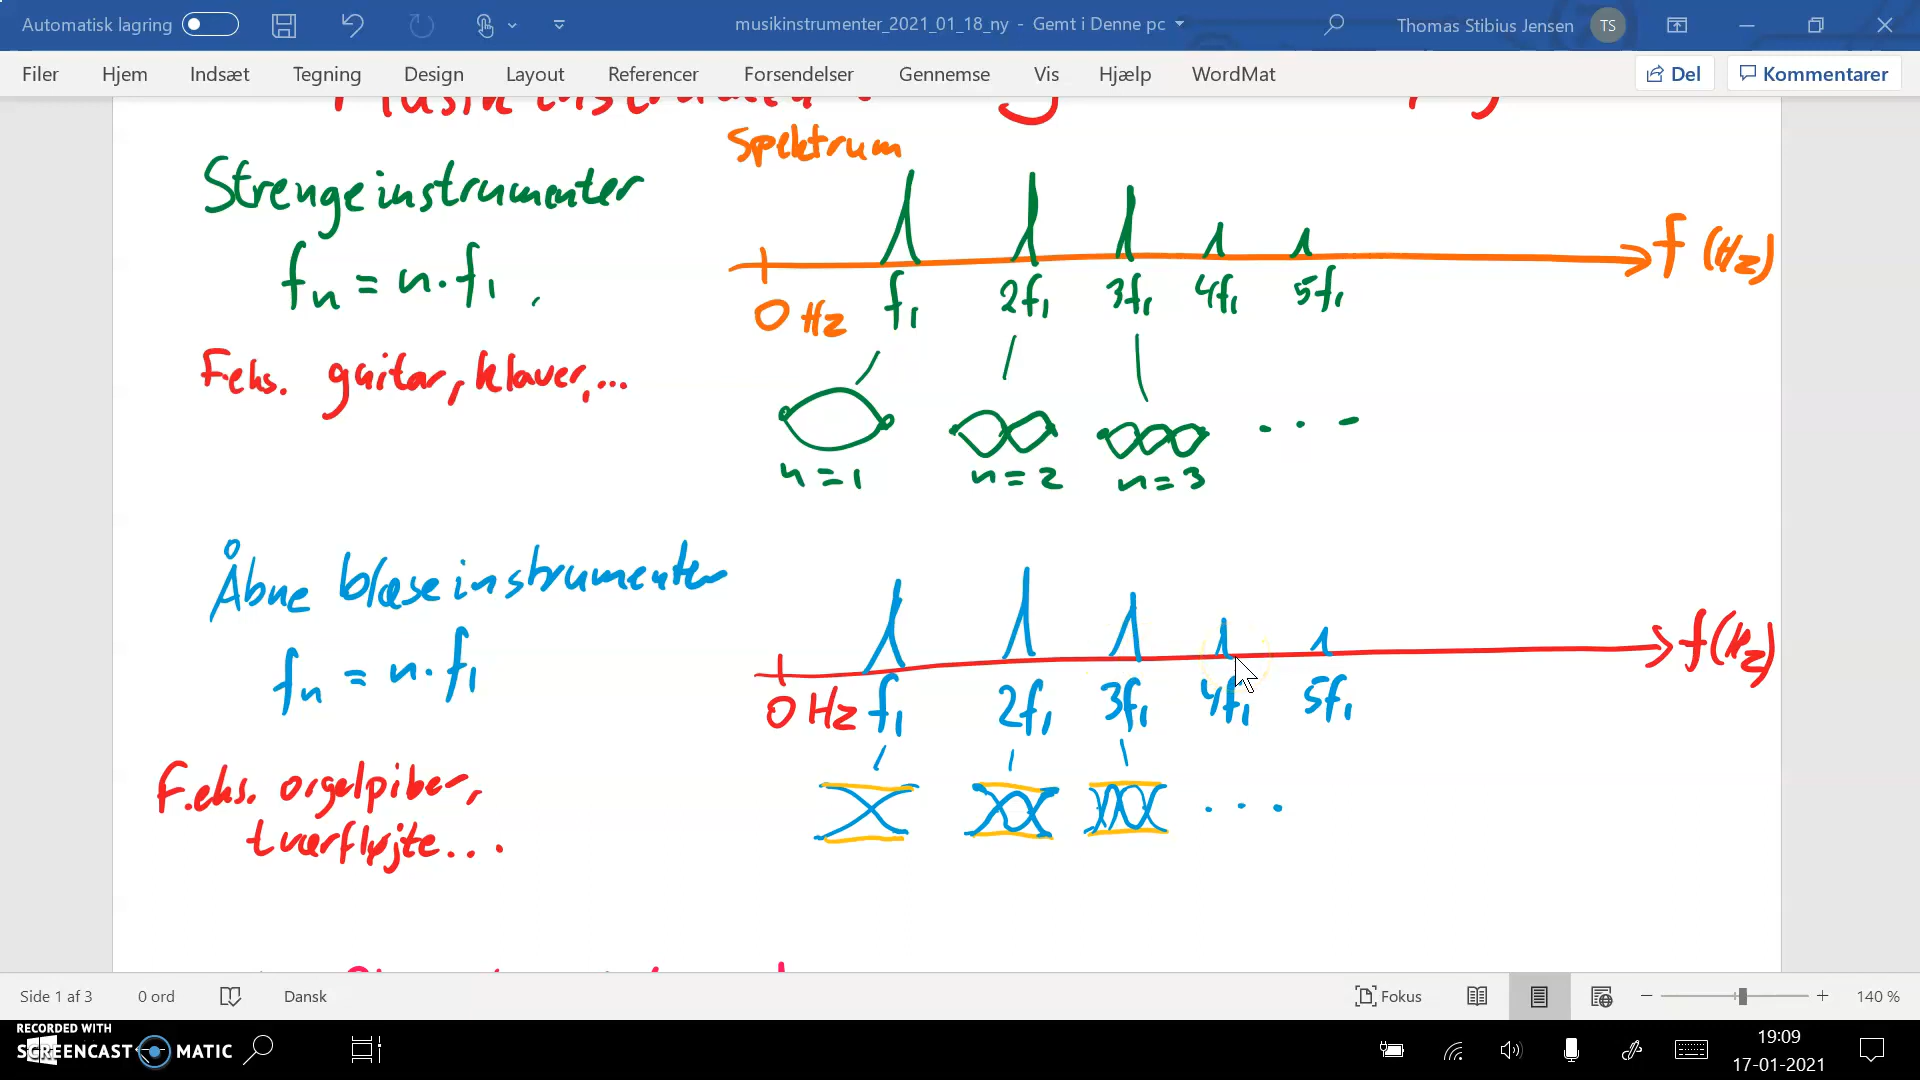 Automatisk lagring
musikinstrumenter_2021_01_18_ny - Gemt i Denne pc
Thomas Stibius Jensen TS
Filer Hjem Indsæt Tegning Design Layout Referencer Forsendelser Gennemse Vis Hjælp WordMat Del Kommentarer
Spektrum
Strengeinstrumenter
fn = n·f1
f (Hz)
0 Hz f1 2f1 3f1 4f1 5f1
F.eks. guitar, klaver,...
n=1 n=2 n=3 ...
Åbne blæseinstrumenter
fn = n·f1
f(Hz)
0 Hz f1 2f1 3f1 4f1 5f1
F.eks. orgelpiber,
tværfløjte...
...
Side 1 af 3 0 ord Dansk Fokus 140 %
RECORDED WITH
SCREENCAST MATIC
19:09
17-01-2021